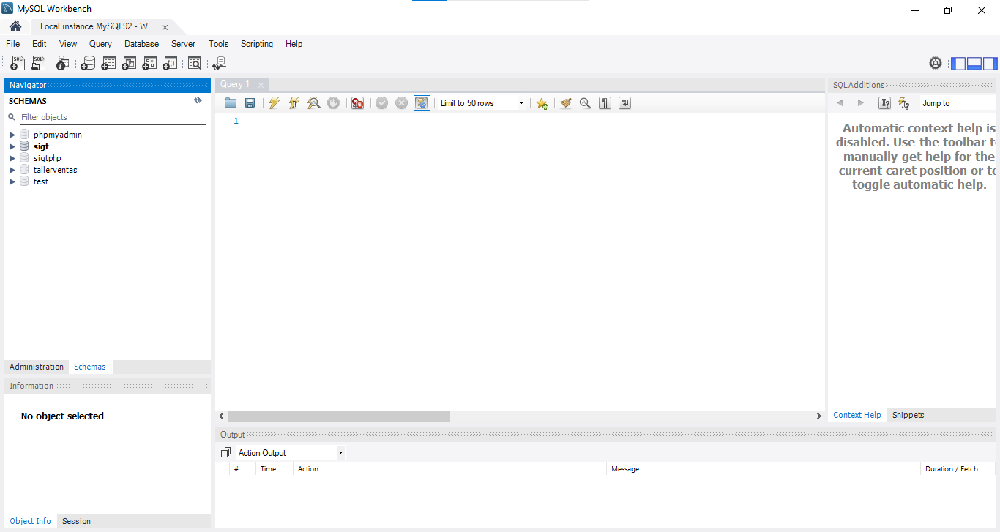 MySQL Workbench
Local instance MySQL92 - W...
File Edit View Query Database Server Tools Scripting Help
Navigator
SCHEMAS
Filter objects
phpmyadmin
sigt
sigtphp
tallerventas
test
Administration Schemas
Information
No object selected
Object Info Session
Query 1
Limit to 50 rows
1
Output
Action Output
# Time Action Message Duration / Fetch
SQLAdditions
Jump to
Automatic context help is
disabled. Use the toolbar t
manually get help for the
current caret position or to
toggle automatic help.
Context Help Snippets